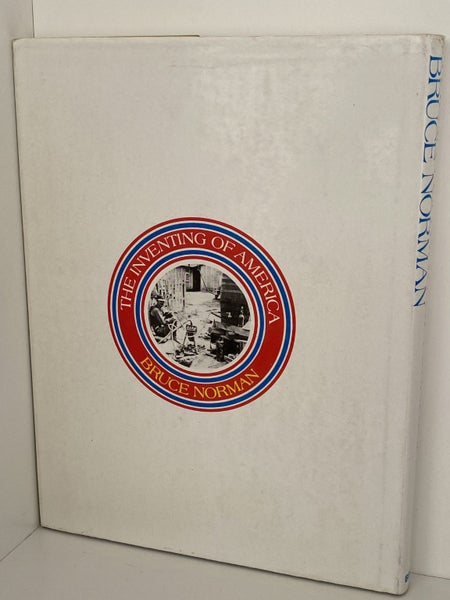 THE INVENTING OF AMERICA
BRUCE NORMAN
BRUCE NORMAN